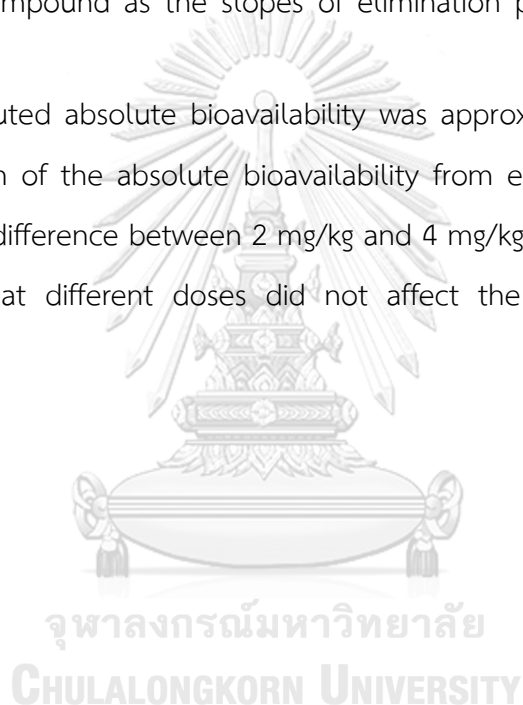 mpound as the slopes of elimination p
uted absolute bioavailability was approx
n of the absolute bioavailability from e
difference between 2 mg/kg and 4 mg/kg
at different doses did not affect the
จุฬาลงกรณ์มหาวิทยาลัย
CHULALONGKORN UNIVERSITY